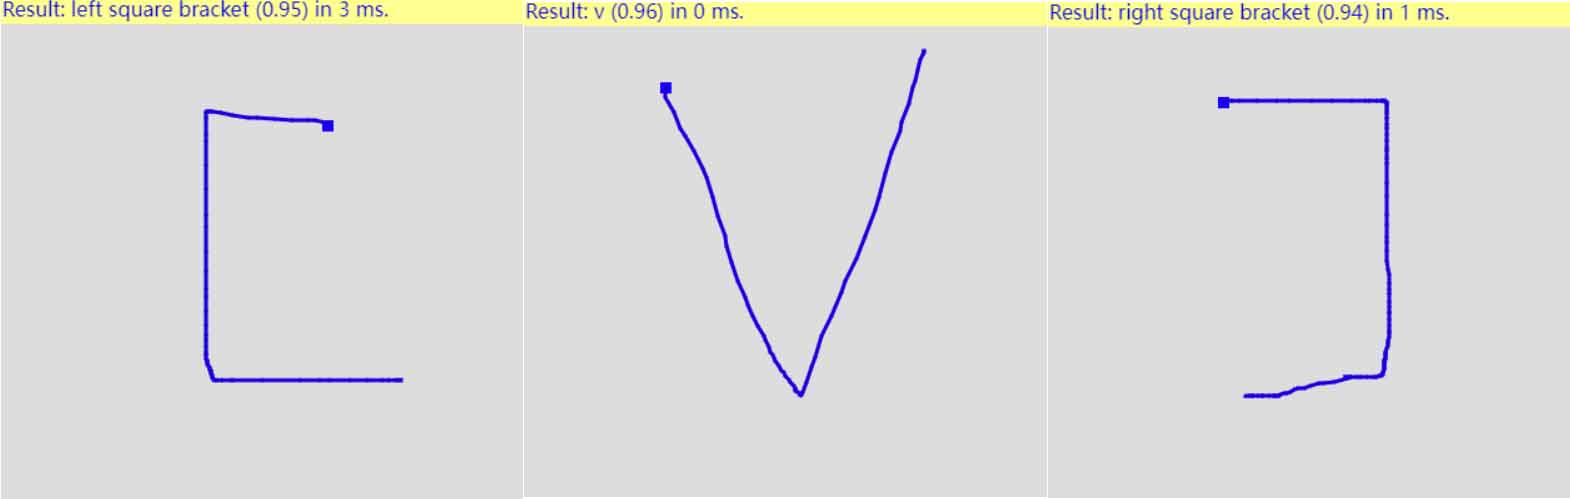 Result: left square bracket (0.95) in 3 ms.
Result: v (0.96) in 0 ms.
Result: right square bracket (0.94) in 1 ms.
[
V
]